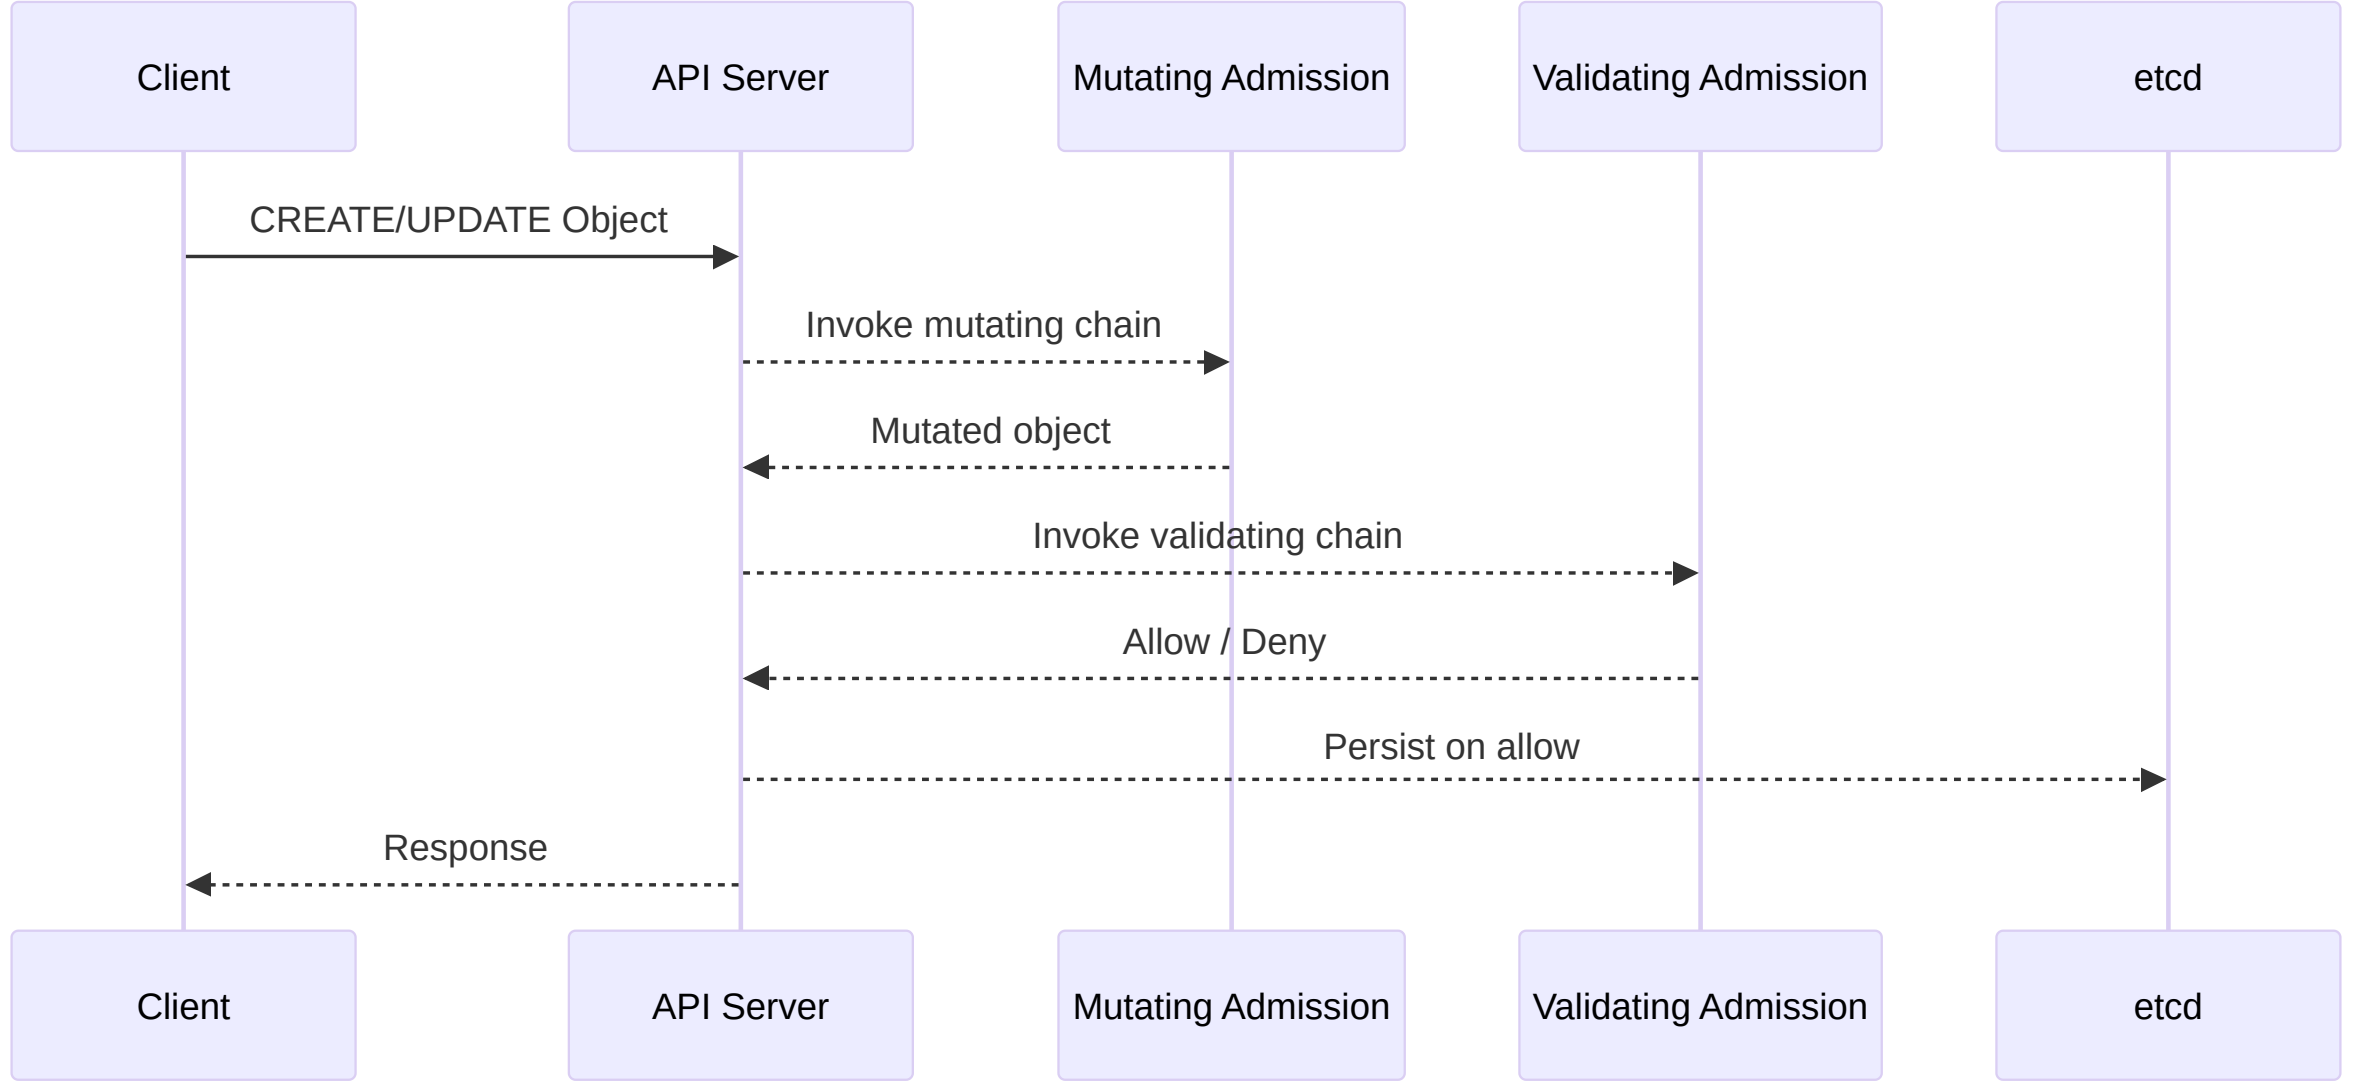 Client
API Server
Mutating Admission
Validating Admission
etcd
CREATE/UPDATE Object
Invoke mutating chain
Mutated object
Invoke validating chain
Allow / Deny
Persist on allow
Response
Client
API Server
Mutating Admission
Validating Admission
etcd